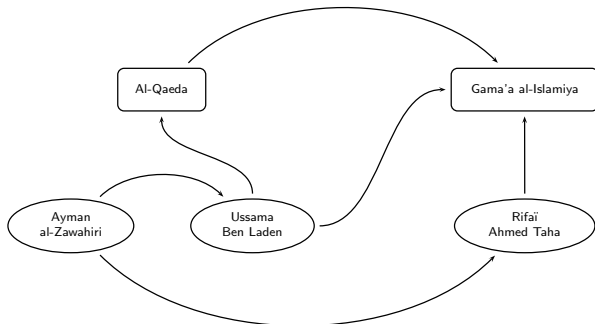 Al-Qaeda
Gama'a al-Islamiya
Ayman
al-Zawahiri
Ussama
Ben Laden
Rifaï
Ahmed Taha